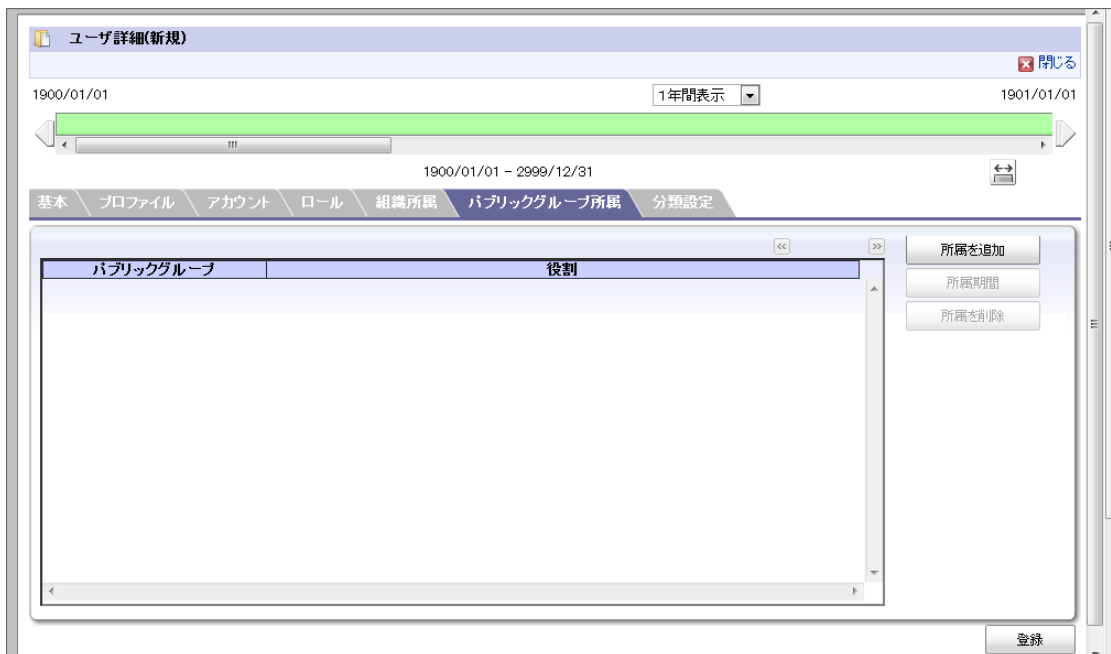 ユーザ詳細(新規)
閉じる
1900/01/01 1年間表示 1901/01/01
1900/01/01 - 2999/12/31
基本 プロファイル アカウント ロール 組織所属 パブリックグループ所属 分類設定
所属を追加
パブリックグループ 役割
所属期間
所属を削除
登録